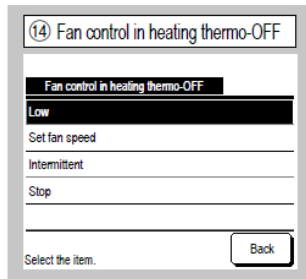 ⑭ Fan control in heating thermo-OFF
Fan control in heating thermo-OFF
Low
Set fan speed
Intermittent
Stop
Select the item.
Back